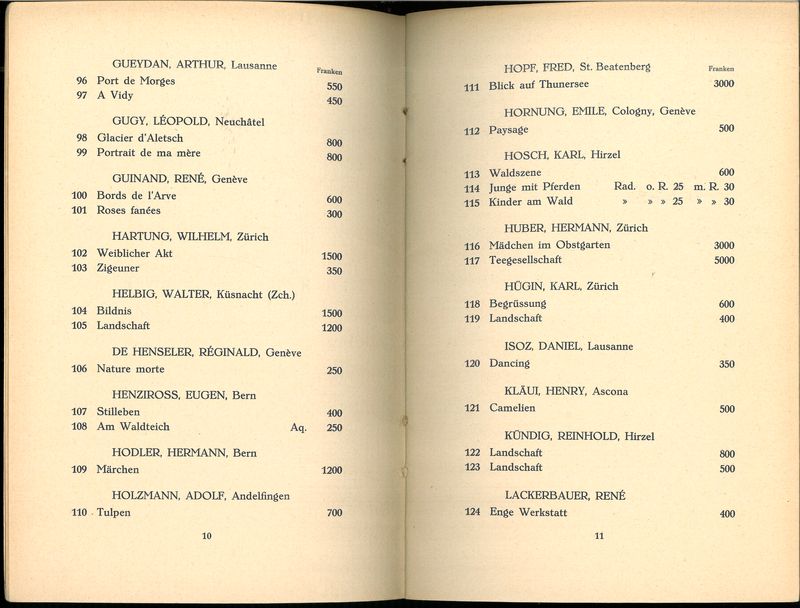 GUEYDAN, ARTHUR, Lausanne
Franken
96 Port de Morges 550
97 A Vidy 450
GUGY, LÉOPOLD, Neuchâtel
98 Glacier d'Aletsch 800
99 Portrait de ma mère 800
GUINAND, RENÉ, Genève
100 Bords de l'Arve 600
101 Roses fanées 300
HARTUNG, WILHELM, Zürich
102 Weiblicher Akt 1500
103 Zigeuner 350
HELBIG, WALTER, Küsnacht (Zch.)
104 Bildnis 1500
105 Landschaft 1200
DE HENSELER, RÉGINALD, Genève
106 Nature morte 250
HENZIROSS, EUGEN, Bern
107 Stilleben 400
108 Am Waldteich Aq. 250
HODLER, HERMANN, Bern
109 Märchen 1200
HOLZMANN, ADOLF, Andelfingen
110 Tulpen 700
10
HOPF, FRED, St. Beatenberg
Franken
111 Blick auf Thunersee 3000
HORNUNG, EMILE, Cologny, Genève
112 Paysage 500
HOSCH, KARL, Hirzel
113 Waldszene 600
114 Junge mit Pferden Rad. o. R. 25 m. R. 30
115 Kinder am Wald » » » 25 » » 30
HUBER, HERMANN, Zürich
116 Mädchen im Obstgarten 3000
117 Teegesellschaft 5000
HÜGIN, KARL, Zürich
118 Begrüssung 600
119 Landschaft 400
ISOZ, DANIEL, Lausanne
120 Dancing 350
KLÄUI, HENRY, Ascona
121 Camelien 500
KÜNDIG, REINHOLD, Hirzel
122 Landschaft 800
123 Landschaft 500
LACKERBAUER, RENÉ
124 Enge Werkstatt 400
11